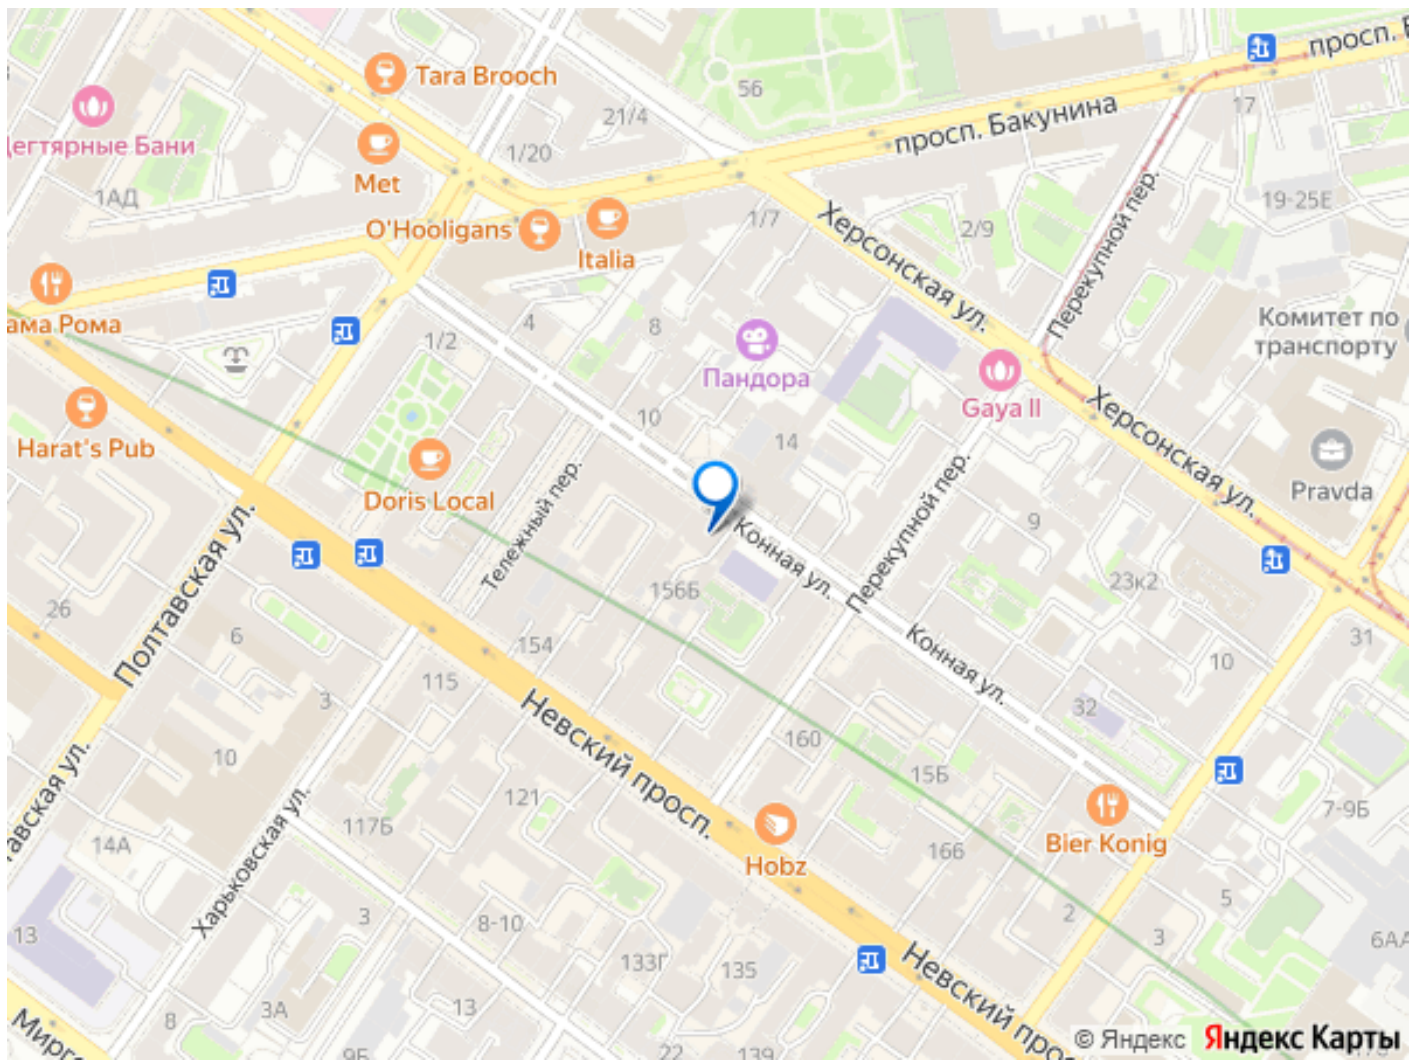 просп. Б
Tara Brooch
56
17
21/4
просп. Бакунина
Дегтярные Бани
1/20
Met
1АД
19-25Е
O'Hooligans
1/7
2/9
Italia
Херсонская ул.
Перекупной пер.
ама Рома
4
8
Комитет по
транспорту
1/2
Пандора
Gaya II
10
Херсонская ул.
Harat's Pub
14
Doris Local
Pravda
Тележный пер.
Перекупной пер.
9
Полтавская ул.
Конная ул.
156Б
23к2
26
6
154
Конная ул.
31
10
115
3
Невский просп.
32
160
10
15Б
тавская ул.
121
7-9Б
117Б
Харьковская ул.
14А
Hobz
166
Bier Konig
3
8-10
2
5
13
3
6АА
133Г
135
Невский прос
3А
13
8
Мирго
9Б
22
139
© Яндекс
Яндекс Карты